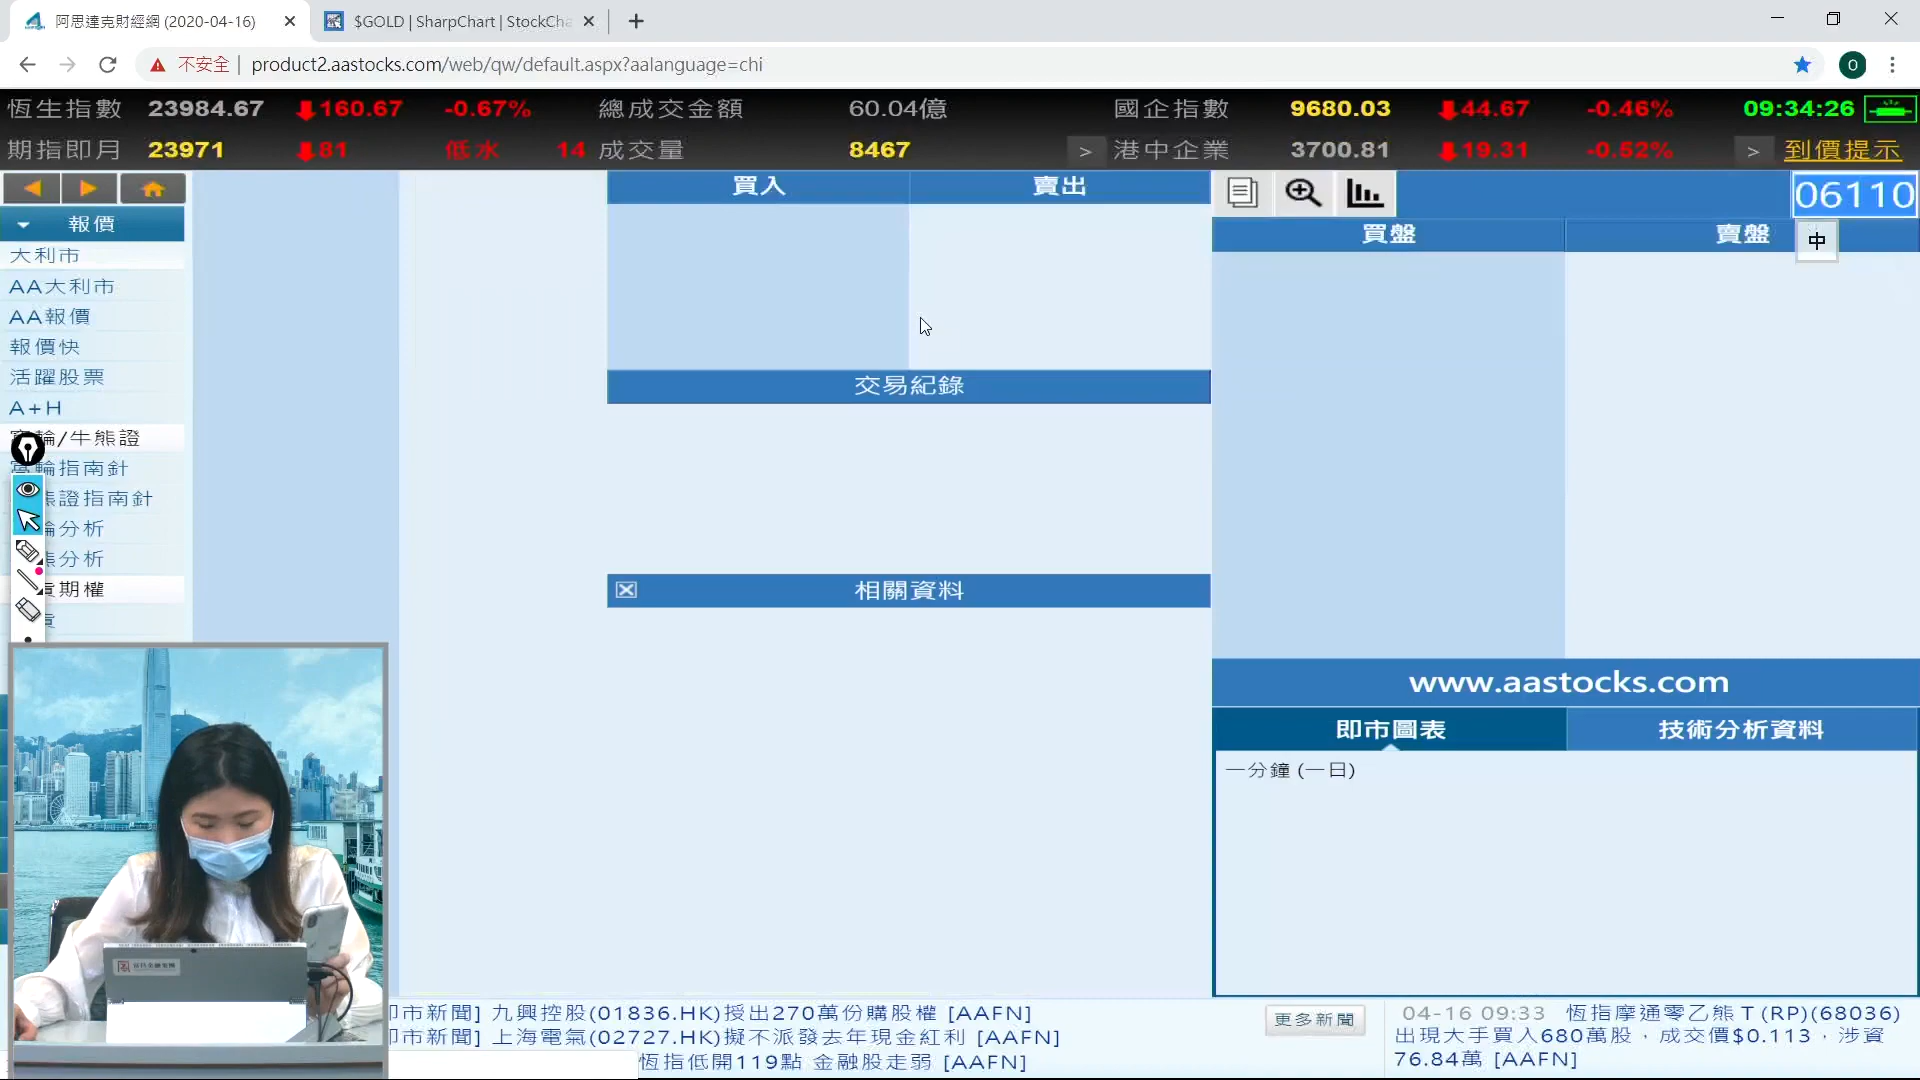 阿思達克財經網 (2020-04-16)
$GOLD | SharpChart | StockCha
不安全 | product2.aastocks.com/web/qw/default.aspx?aalanguage=chi
O
恆生指數 23984.67 160.67 -0.67% 總成交金額 60.04億 國企指數 9680.03 44.67 -0.46% 09:34:26
期指即月 23971 81 低水 14 成交量 8467 > 港中企業 3700.81 19.31 -0.52% > 到價提示
買入 賣出
06110
報價
買盤 賣盤 中
大利市
AA大利市
AA報價
報價快
活躍股票
交易紀錄
A+H
輪/牛熊證
窩輪指南針
熊證指南針
輪分析
熊分析
期權
相關資料
www.aastocks.com
即市圖表 技術分析資料
一分鐘 (一日)
即市新聞] 九興控股(01836.HK)授出270萬份購股權 [AAFN]
即市新聞] 上海電氣(02727.HK)擬不派發去年現金紅利 [AAFN]
恆指低開119點 金融股走弱 [AAFN]
更多新聞
04-16 09:33 恆指摩通零乙熊T(RP)(68036)
出現大手買入680萬股，成交價$0.113，涉資
76.84萬 [AAFN]